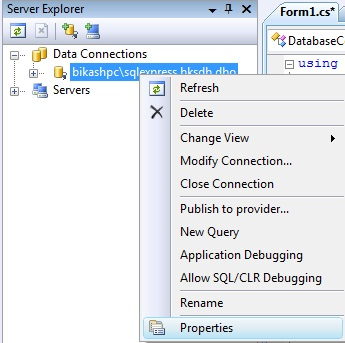 Server Explorer
Form1.cs*
Data Connections
DatabaseCa
bikashpc\sqlexpress.bksdb.dbo
using
Servers
Refresh
Delete
Change View
Modify Connection...
Close Connection
Publish to provider...
New Query
Application Debugging
Allow SQL/CLR Debugging
Rename
Properties